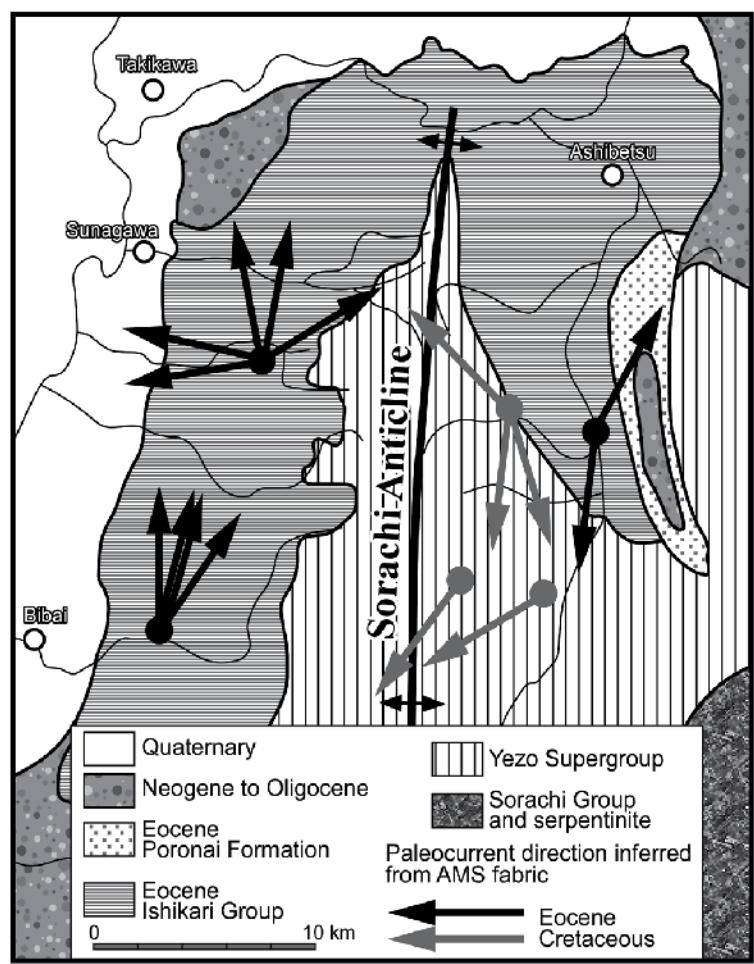 Takikawa
Ashibetsu
Sunagawa
Sorachi-Anticline
Bibai
Quaternary
Neogene to Oligocene
Eocene
Poronai Formation
Eocene
Ishikari Group
0 10 km
Yezo Supergroup
Sorachi Group
and serpentinite
Paleocurrent direction inferred
from AMS fabric
Eocene
Cretaceous